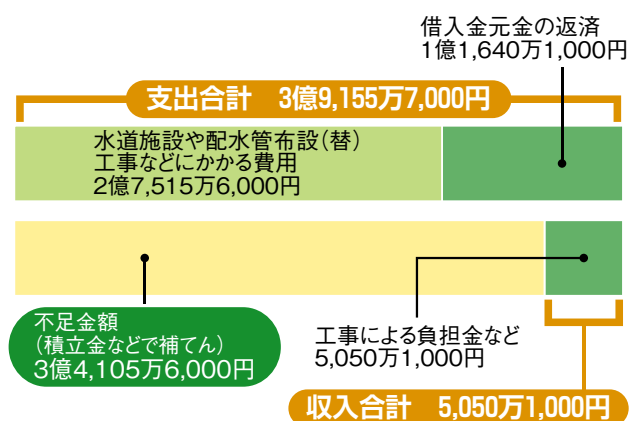 借入金元金の返済
1億1,640万1,000円
支出合計　3億9,155万7,000円
水道施設や配水管布設（替）
工事などにかかる費用
2億7,515万6,000円
不足金額
（積立金などで補てん）
3億4,105万6,000円
工事による負担金など
5,050万1,000円
収入合計　5,050万1,000円